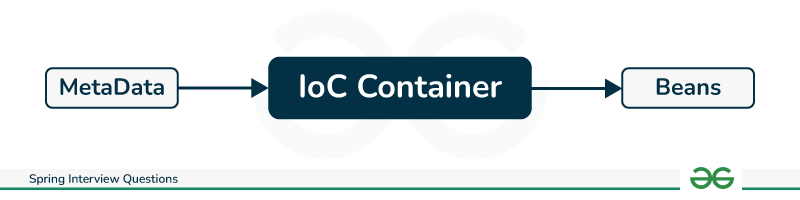 MetaData
IoC Container
Beans
Spring Interview Questions